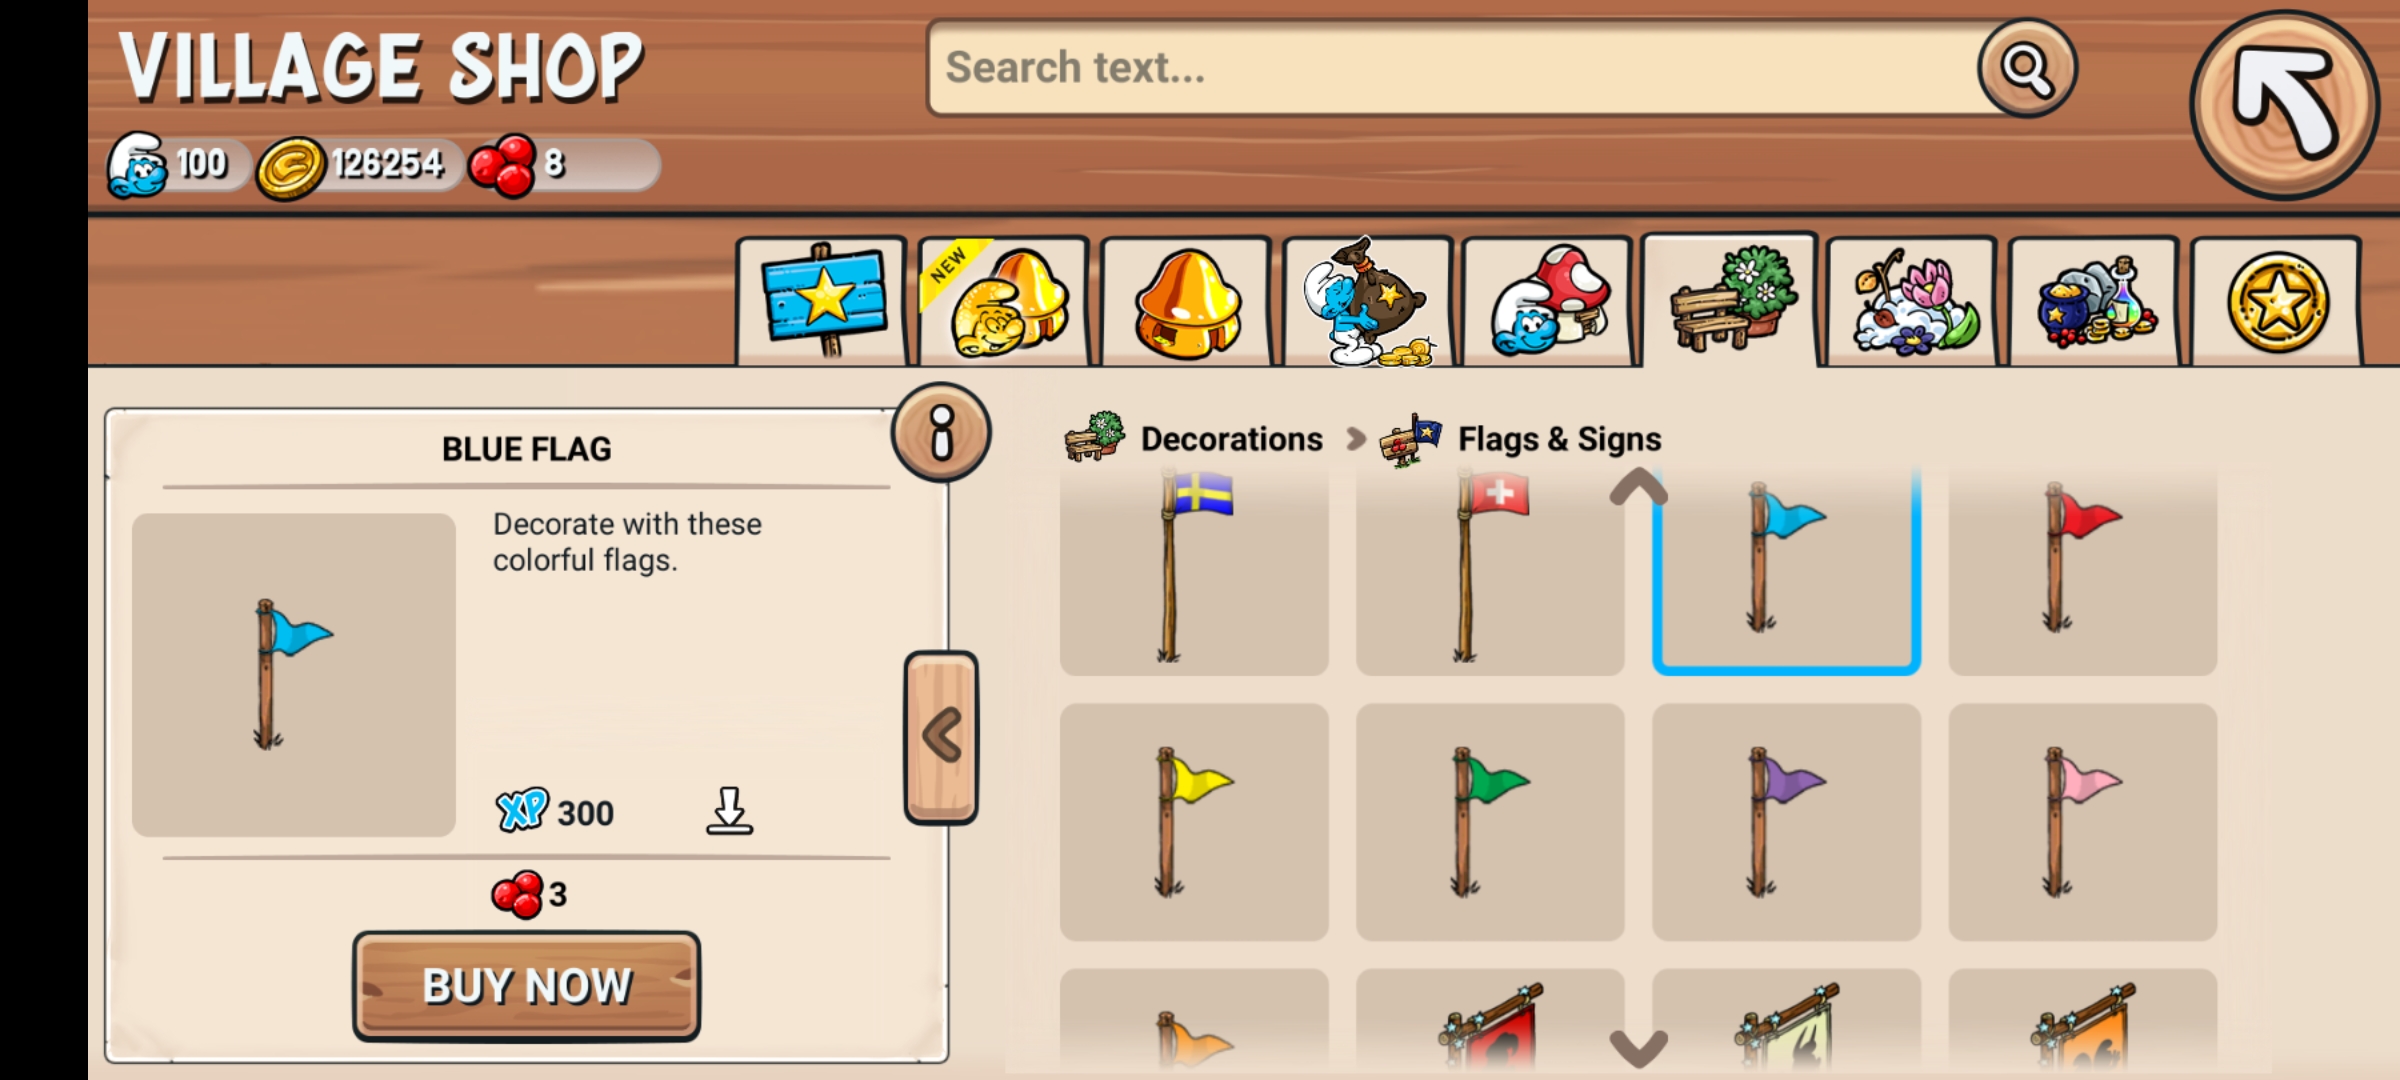 VILLAGE SHOP
Search text...
100
126254
8
NEW
BLUE FLAG
Decorate with these
colorful flags.
XP 300
3
BUY NOW
Decorations
Flags & Signs